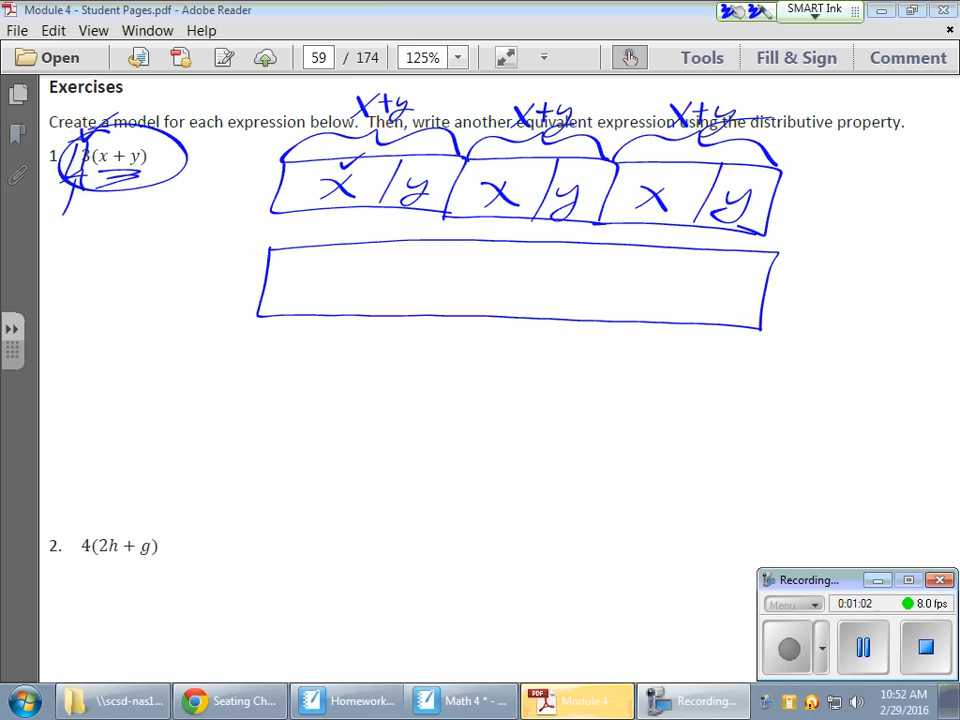 Module 4 - Student Pages.pdf - Adobe Reader
SMART Ink
File Edit View Window Help
Open 59 / 174 125% Tools Fill & Sign Comment
Exercises
x+y x+y x+y
Create a model for each expression below. Then, write another equivalent expression using the distributive property.
1. 3(x + y)
x y x y x y
2. 4(2h + g)
Recording...
Menu 0:01:02 8.0 fps
\\sccd-nas1... Seating Ch... Homework... Math 4 * - ... Module 4 - ... Recording...
10:52 AM
2/29/2016